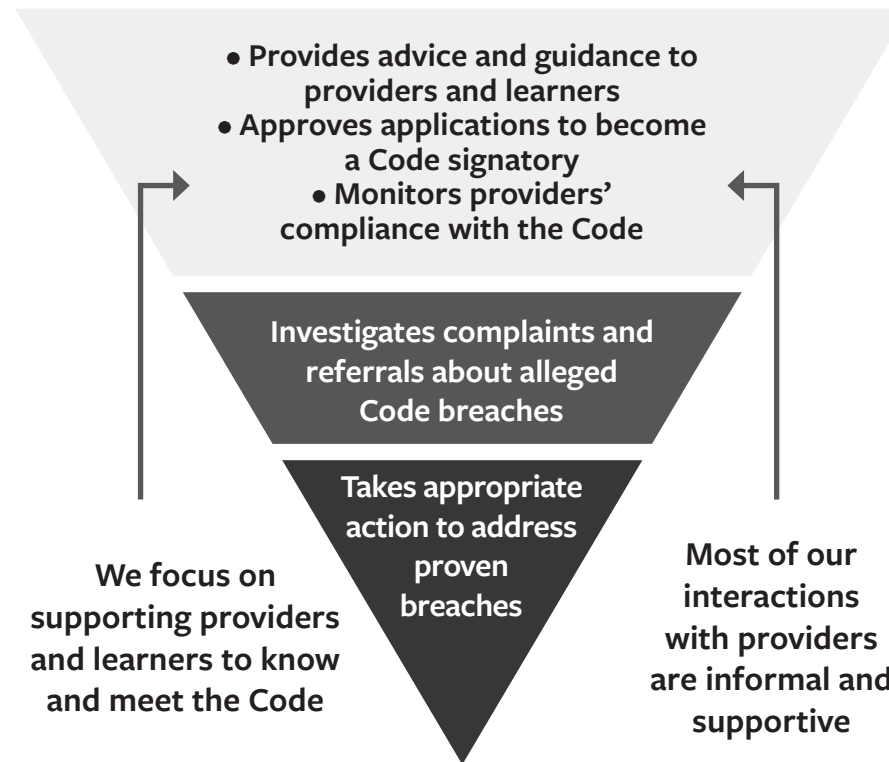 • Provides advice and guidance to
providers and learners
• Approves applications to become
a Code signatory
• Monitors providers’
compliance with the Code
Investigates complaints and
referrals about alleged
Code breaches
Takes appropriate
action to address
proven
breaches
We focus on
supporting providers
and learners to know
and meet the Code
Most of our
interactions
with providers
are informal and
supportive